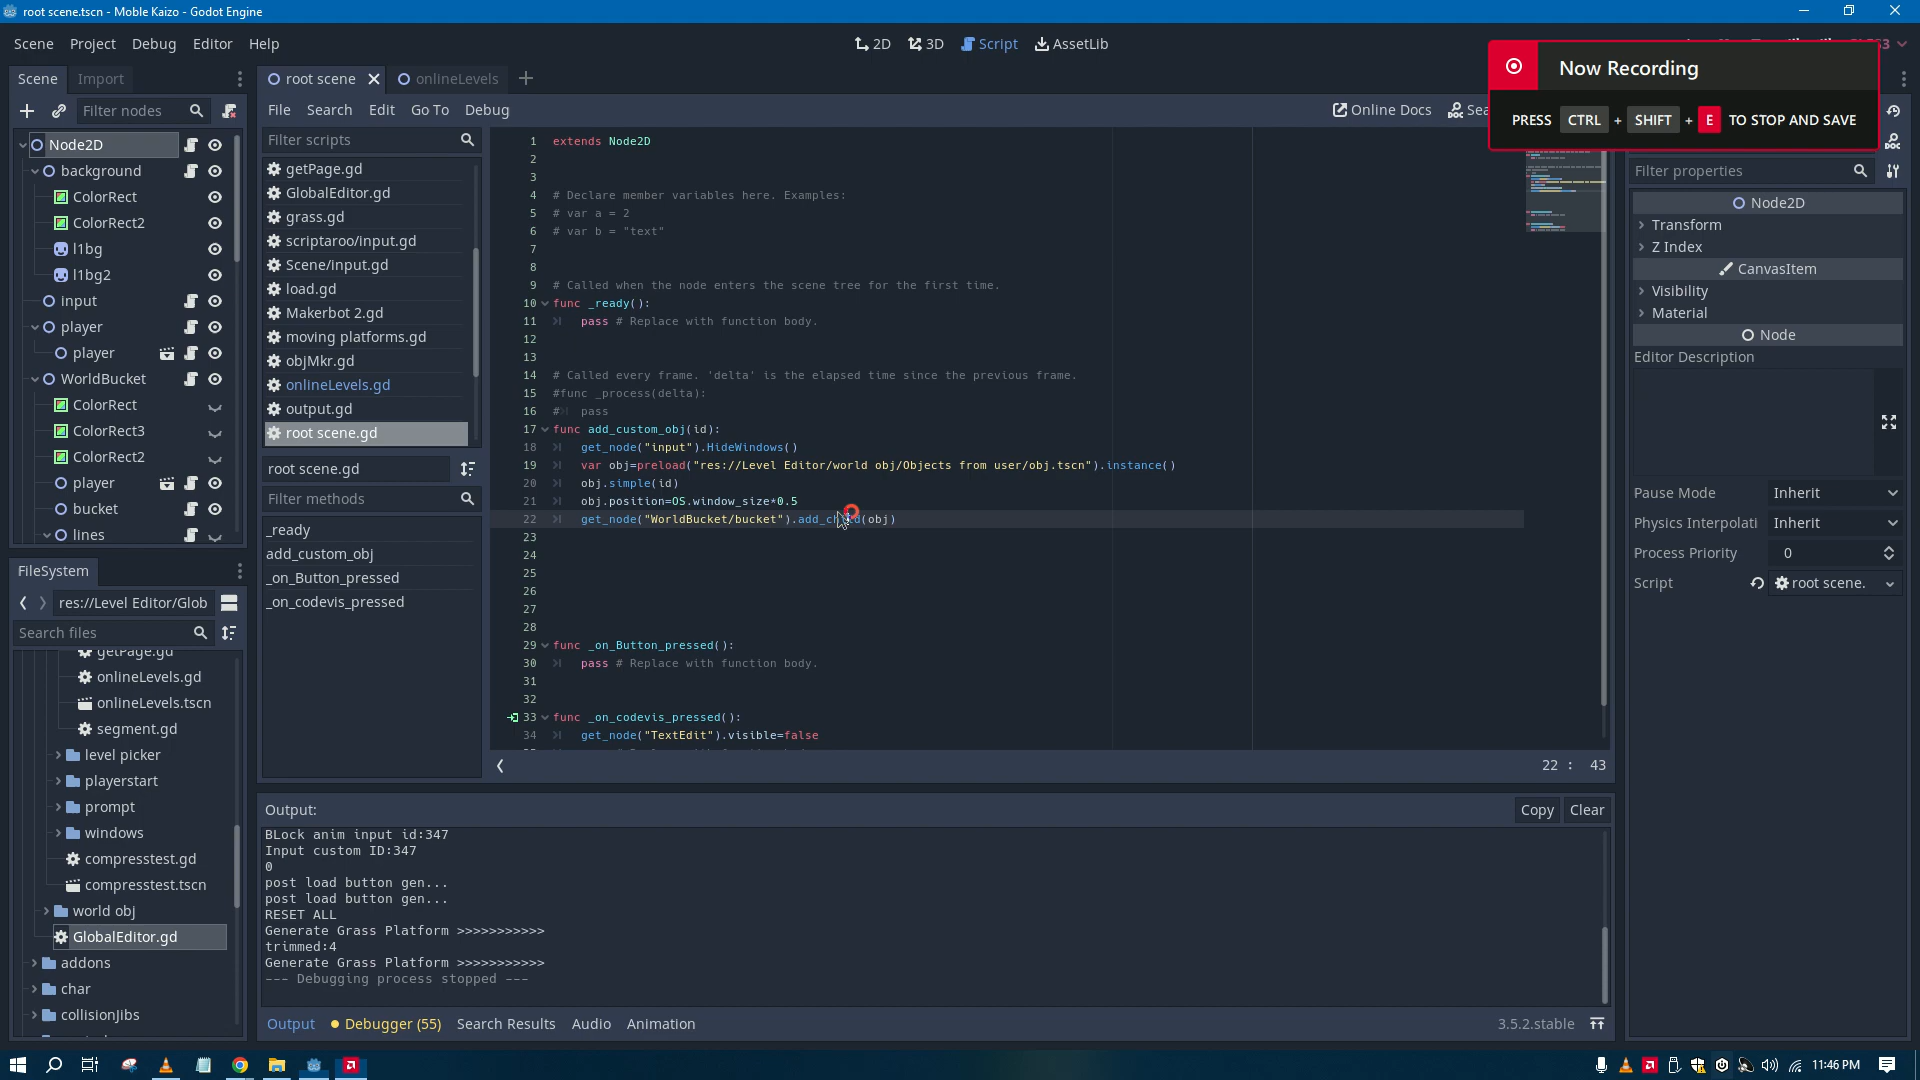 root scene.tscn - Moble Kaizo - Godot Engine
Scene Project Debug Editor Help
2D 3D Script AssetLib
Now Recording
PRESS CTRL + SHIFT + E TO STOP AND SAVE
Scene Import
Filter nodes
Node2D
background
ColorRect
ColorRect2
l1bg
l1bg2
input
player
player
WorldBucket
ColorRect
ColorRect3
ColorRect2
player
bucket
lines
FileSystem
res://Level Editor/Glob
Search files
getPage.gd
onlineLevels.gd
onlineLevels.tscn
segment.gd
level picker
playerstart
prompt
windows
compresstest.gd
compresstest.tscn
world obj
GlobalEditor.gd
addons
char
collisionJibs
root scene onlineLevels
File Search Edit Go To Debug
Online Docs
Filter scripts
getPage.gd
GlobalEditor.gd
grass.gd
scriptaroo/input.gd
Scene/input.gd
load.gd
Makerbot 2.gd
moving platforms.gd
objMkr.gd
onlineLevels.gd
output.gd
root scene.gd
root scene.gd
Filter methods
_ready
add_custom_obj
_on_Button_pressed
_on_codevis_pressed
1 extends Node2D
2
3
4 # Declare member variables here. Examples:
5 # var a = 2
6 # var b = "text"
7
8
9 # Called when the node enters the scene tree for the first time.
10 func _ready():
11 pass # Replace with function body.
12
13
14 # Called every frame. 'delta' is the elapsed time since the previous frame.
15 #func _process(delta):
16 # pass
17 func add_custom_obj(id):
18 get_node("input").HideWindows()
19 var obj=preload("res://Level Editor/world obj/Objects from user/obj.tscn").instance()
20 obj.simple(id)
21 obj.position=OS.window_size*0.5
22 get_node("WorldBucket/bucket").add_child(obj)
23
24
25
26
27
28
29 func _on_Button_pressed():
30 pass # Replace with function body.
31
32
33 func _on_codevis_pressed():
34 get_node("TextEdit").visible=false
22 : 43
Output:
Copy Clear
BLock anim input id:347
Input custom ID:347
0
post load button gen...
post load button gen...
RESET ALL
Generate Grass Platform >>>>>>>>>>>
trimmed:4
Generate Grass Platform >>>>>>>>>>>
--- Debugging process stopped ---
Output Debugger (55) Search Results Audio Animation
3.5.2.stable
Filter properties
Node2D
Transform
Z Index
CanvasItem
Visibility
Material
Node
Editor Description
Pause Mode Inherit
Physics Interpolati Inherit
Process Priority 0
Script root scene.
11:46 PM